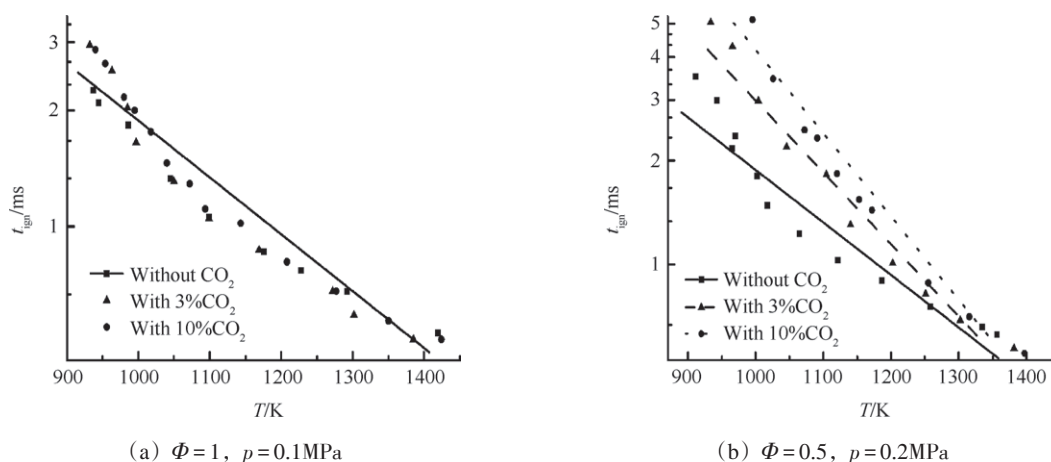 3
2
1
t_ign/ms
Without CO₂
With 3%CO₂
With 10%CO₂
900 1000 1100 1200 1300 1400
T/K
(a) Φ=1, p=0.1MPa
5
4
3
2
1
t_ign/ms
Without CO₂
With 3%CO₂
With 10%CO₂
900 1000 1100 1200 1300 1400
T/K
(b) Φ=0.5, p=0.2MPa